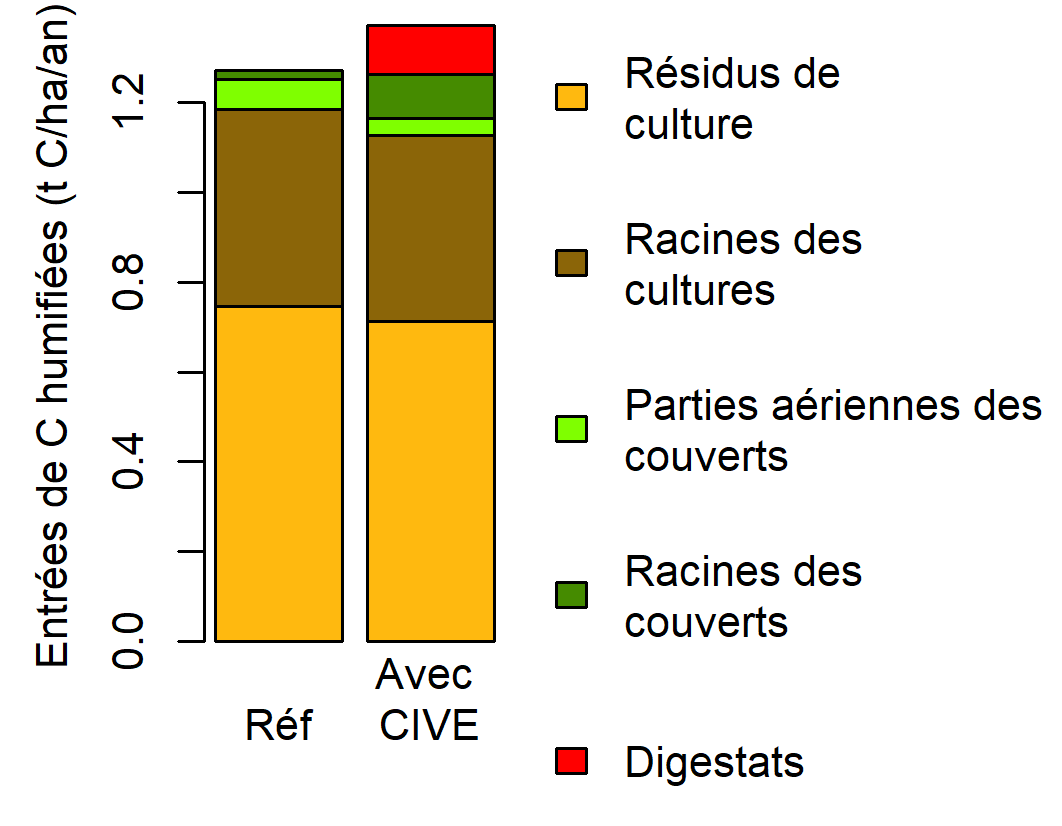 Entrées de C humifiées (t C/ha/an)
1.2
0.8
0.4
0.0
Réf
Avec
CIVE
Résidus de
culture
Racines des
cultures
Parties aériennes des
couverts
Racines des
couverts
Digestats